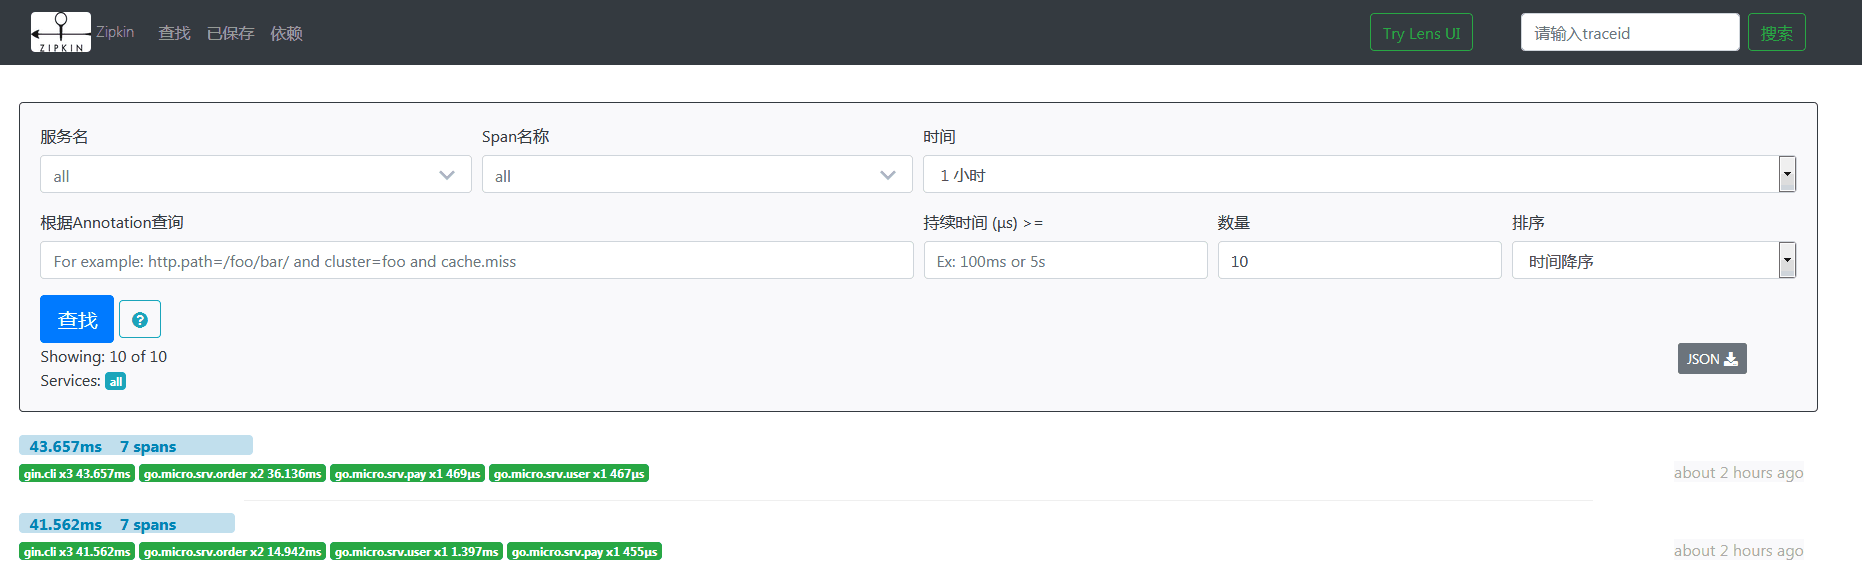 ZIPKIN Zipkin 查找 已保存 依赖 Try Lens UI 请输入traceid 搜索
服务名 Span名称 时间
all all 1 小时
根据Annotation查询 持续时间 (μs) >= 数量 排序
For example: http.path=/foo/bar/ and cluster=foo and cache.miss Ex: 100ms or 5s 10 时间降序
查找
Showing: 10 of 10
Services: all JSON
43.657ms 7 spans
gin.cli x3 43.657ms go.micro.srv.order x2 36.136ms go.micro.srv.pay x1 469μs go.micro.srv.user x1 467μs about 2 hours ago
41.562ms 7 spans
gin.cli x3 41.562ms go.micro.srv.order x2 14.942ms go.micro.srv.user x1 1.397ms go.micro.srv.pay x1 455μs about 2 hours ago